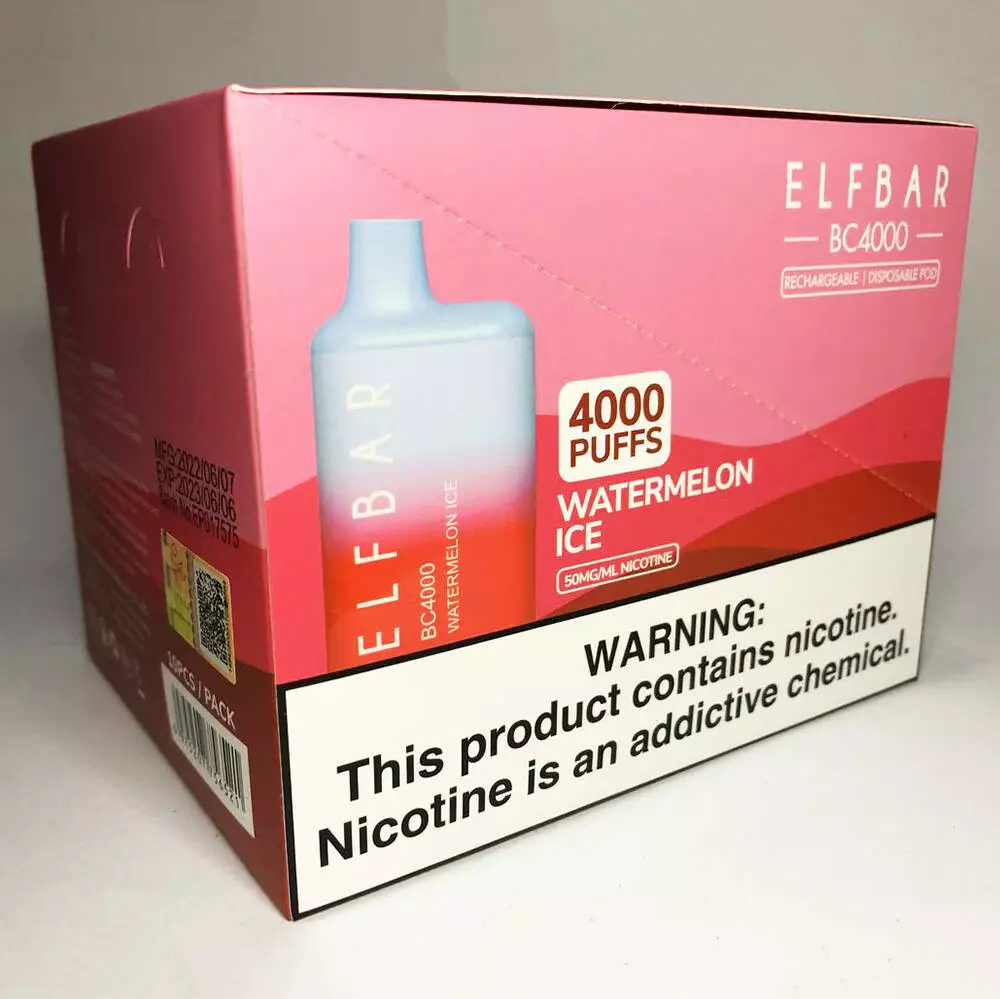 ELFBAR
BC4000
RECHARGEABLE | DISPOSABLE POD
ELFBAR
BC4000
WATERMELON ICE
4000
PUFFS
WATERMELON
ICE
50MG/ML NICOTINE
WARNING:
This product contains nicotine.
Nicotine is an addictive chemical.
MFG:2022/06/07
EXP:2023/06/06
EP017575
10PCS / PACK